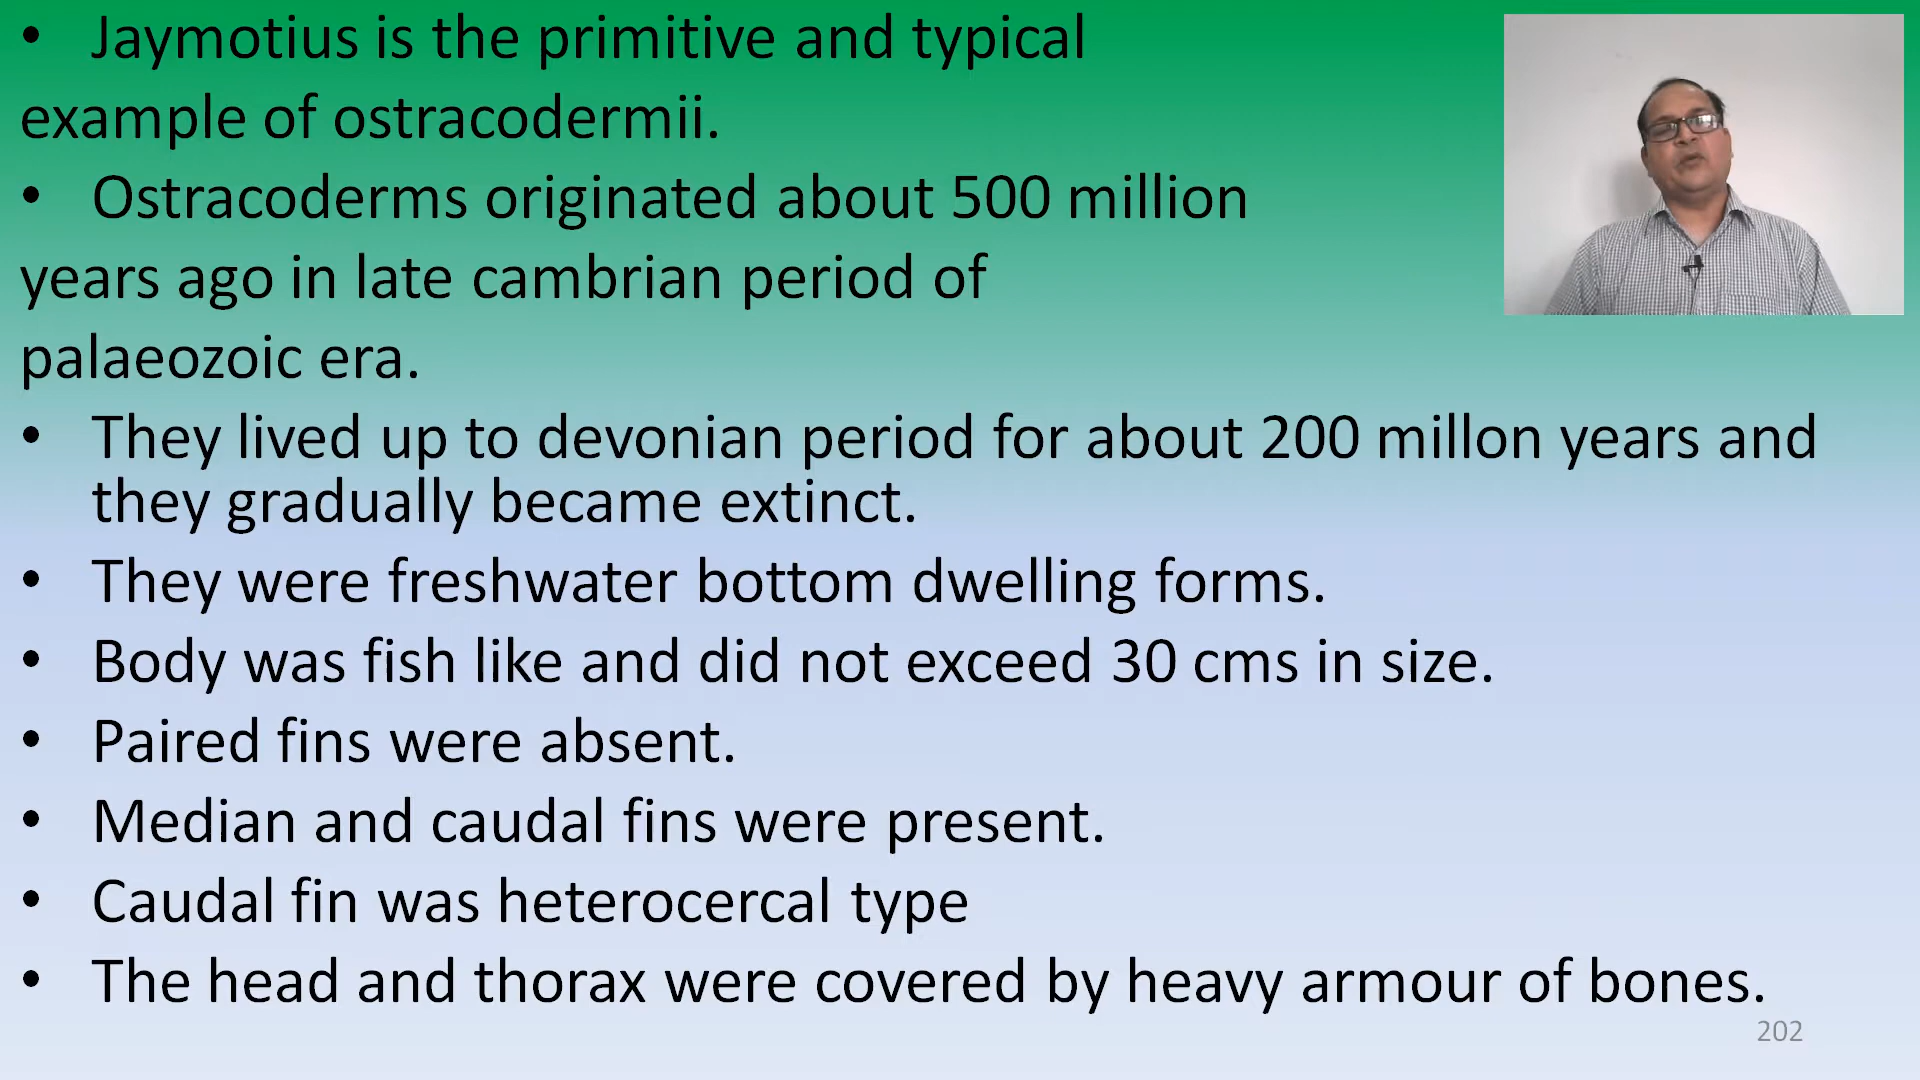 • Jaymotius is the primitive and typical
example of ostracodermii.
• Ostracoderms originated about 500 million
years ago in late cambrian period of
palaeozoic era.
• They lived up to devonian period for about 200 millon years and
they gradually became extinct.
• They were freshwater bottom dwelling forms.
• Body was fish like and did not exceed 30 cms in size.
• Paired fins were absent.
• Median and caudal fins were present.
• Caudal fin was heterocercal type
• The head and thorax were covered by heavy armour of bones.
202